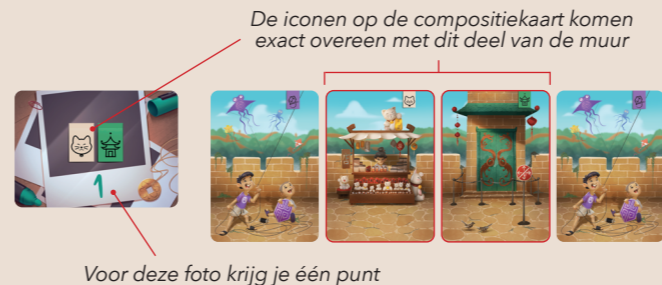 De iconen op de compositiekaart komen
exact overeen met dit deel van de muur
1
Voor deze foto krijg je één punt